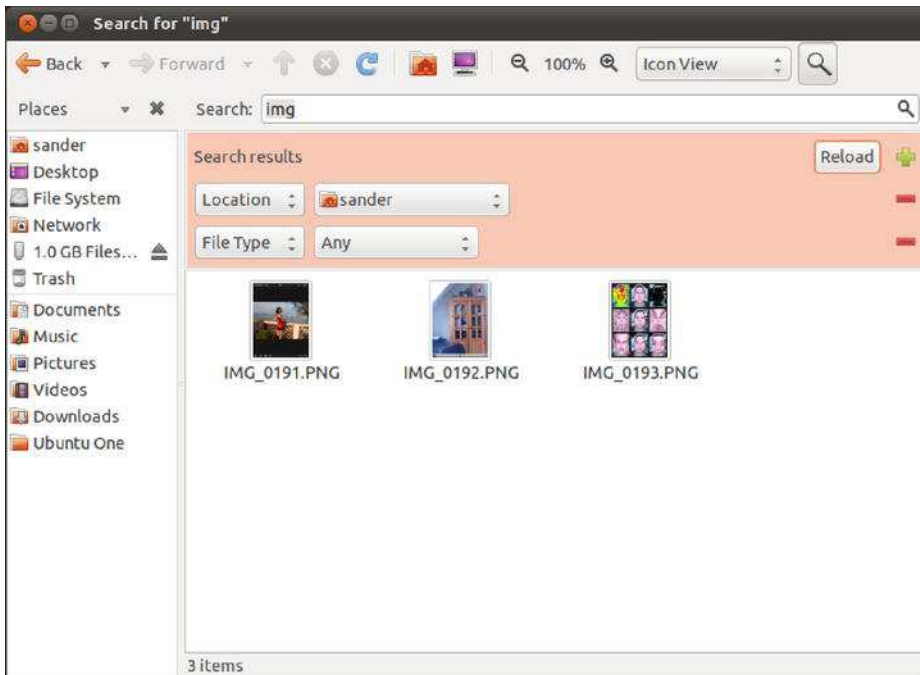 Search for "img"
Back Forward 100% Icon View
Places Search: img
sander
Desktop
File System
Network
1.0 GB Files...
Trash
Documents
Music
Pictures
Videos
Downloads
Ubuntu One
Search results Reload
Location sander
File Type Any
IMG_0191.PNG IMG_0192.PNG IMG_0193.PNG
3 items